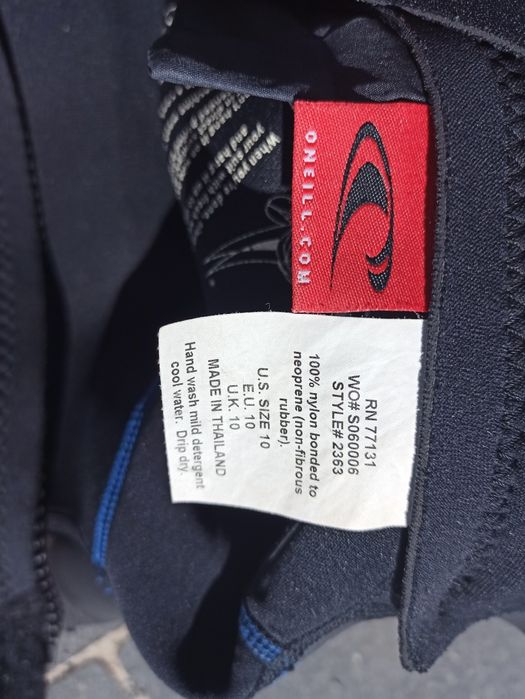 ONEILL.COM
RN 77131
WO# S060006
STYLE# 2363
100% nylon bonded to
neoprene (non-fibrous
rubber)
U.S. SIZE 10
E.U. 10
U.K. 10
MADE IN THAILAND
Hand wash mild detergent
cool water. Drip dry.